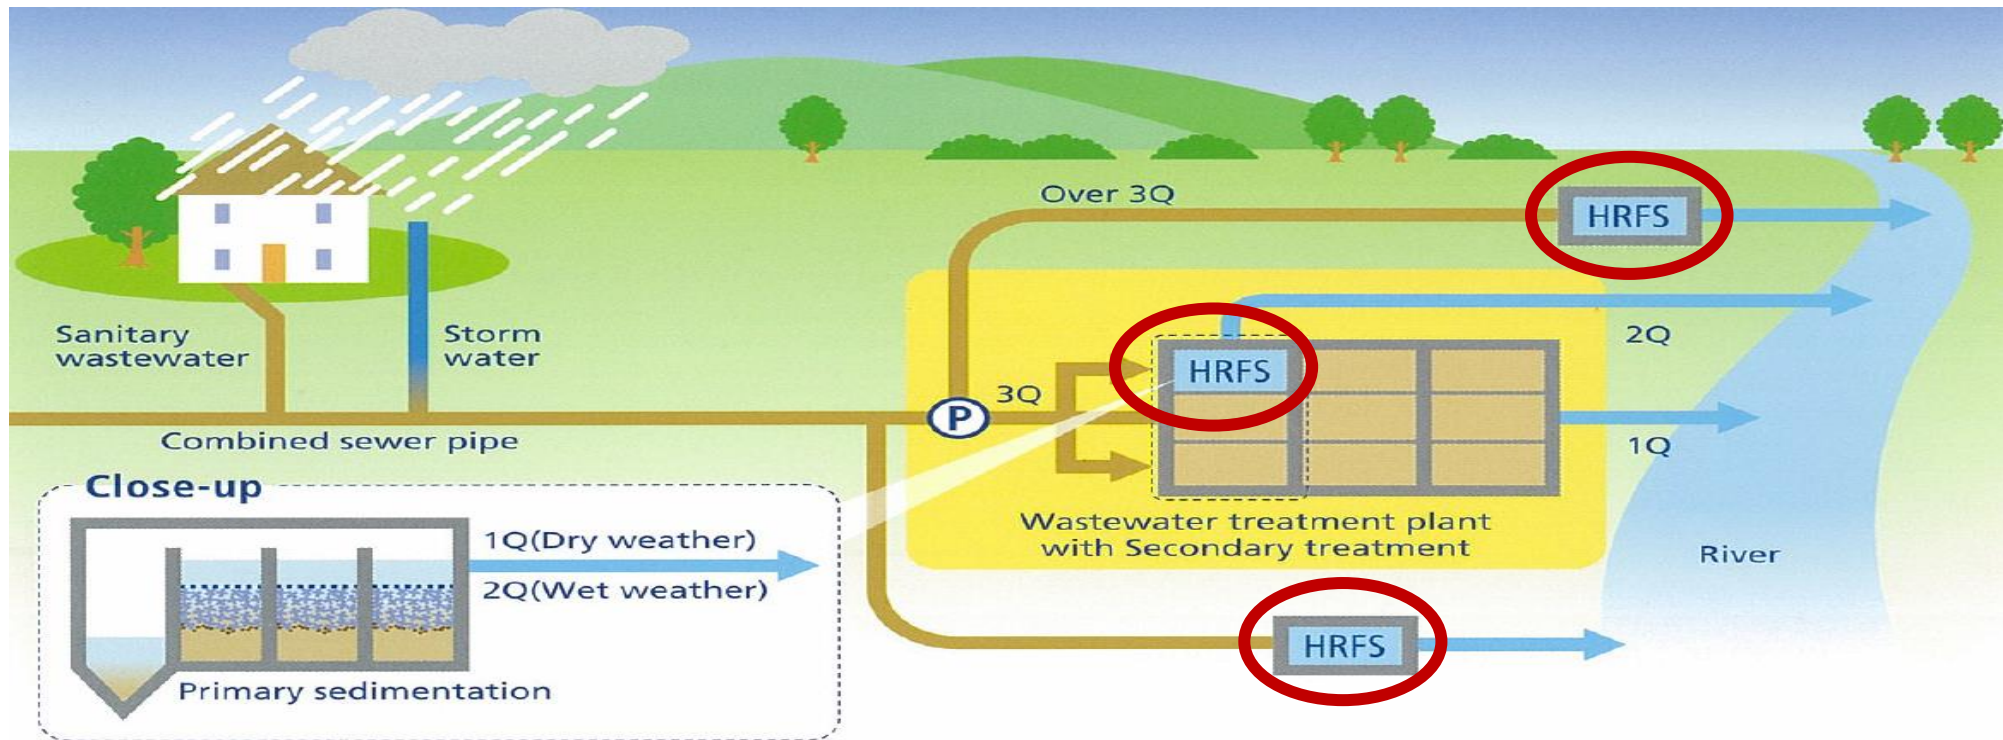 Over 3Q
HRFS
Sanitary
wastewater
Storm
water
2Q
HRFS
3Q
P
Combined sewer pipe
1Q
Close-up
Wastewater treatment plant
with Secondary treatment
1Q(Dry weather)
2Q(Wet weather)
River
HRFS
Primary sedimentation